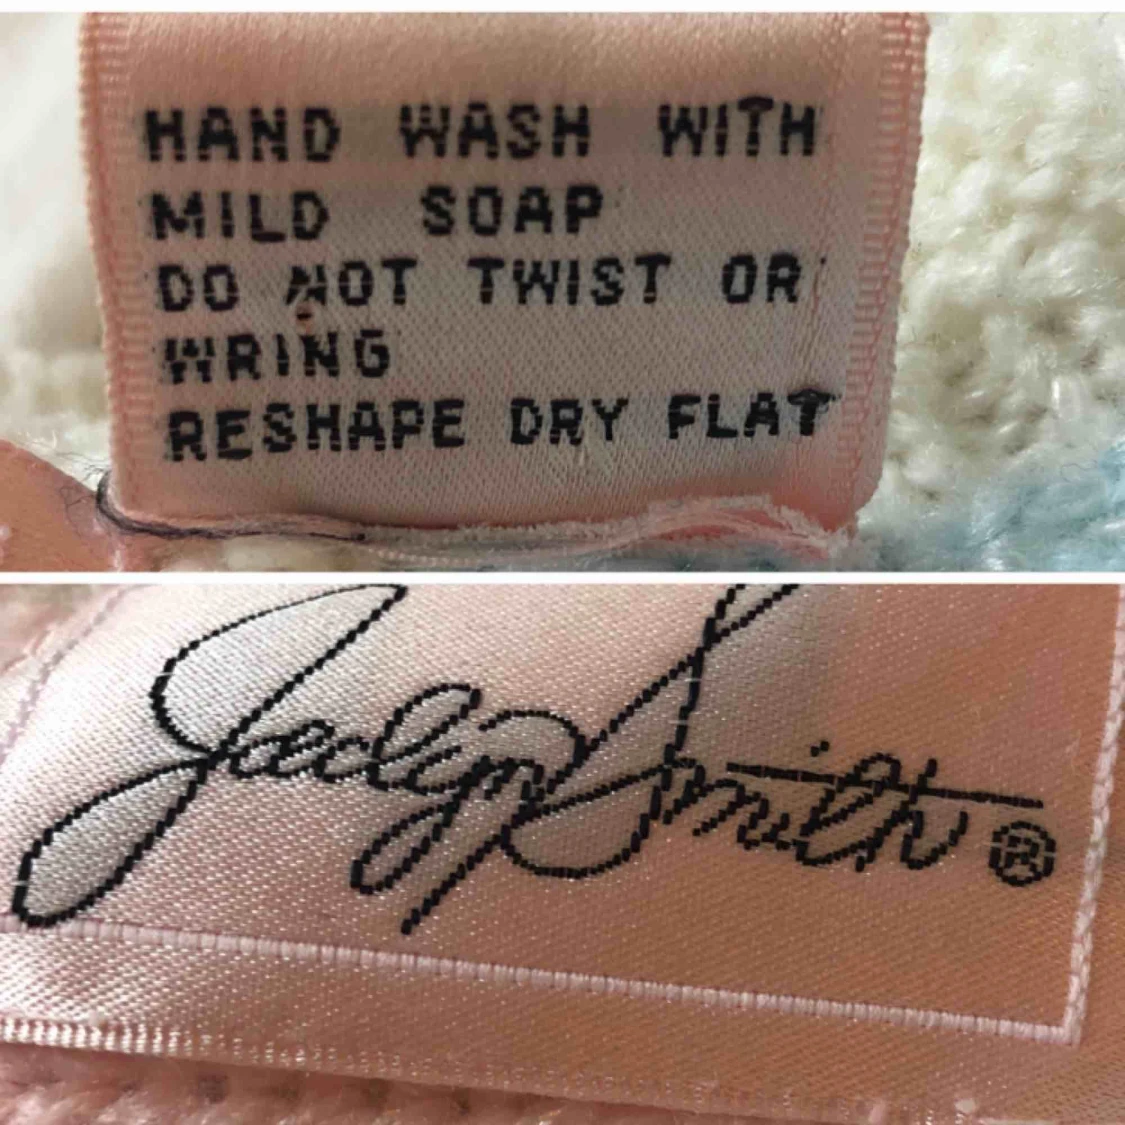 HAND WASH WITH
MILD SOAP
DO NOT TWIST OR
WRING
RESHAPE DRY FLAT
Jaclyn Smith ®